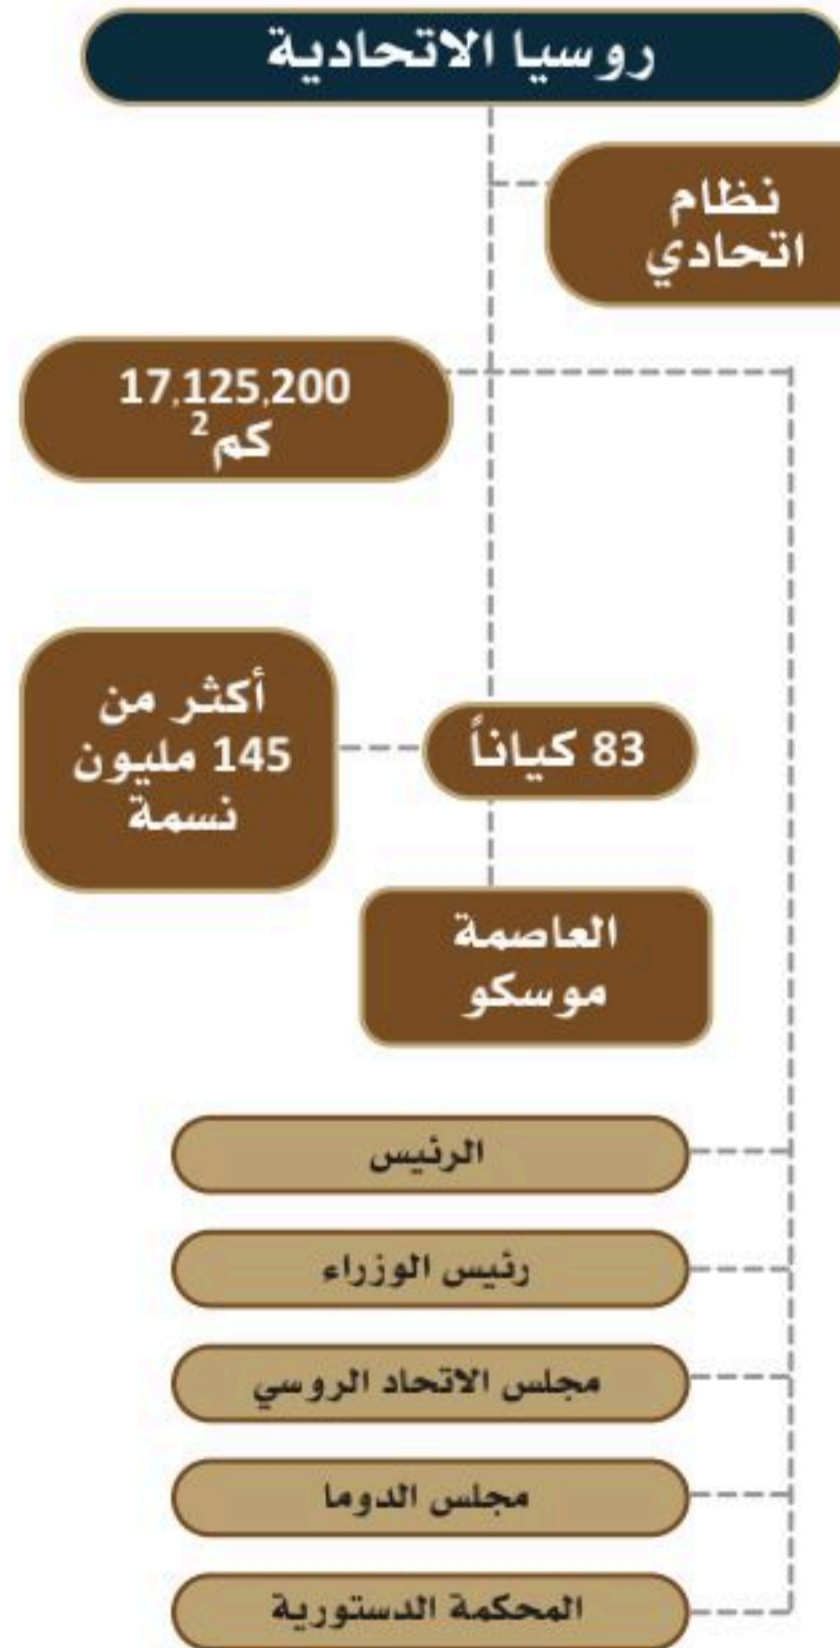 روسيا الاتحادية
نظام
اتحادي
17,125,200
كم²
أكثر من
145 مليون
نسمة
83 كياناً
العاصمة
موسكو
الرئيس
رئيس الوزراء
مجلس الاتحاد الروسي
مجلس الدوما
المحكمة الدستورية